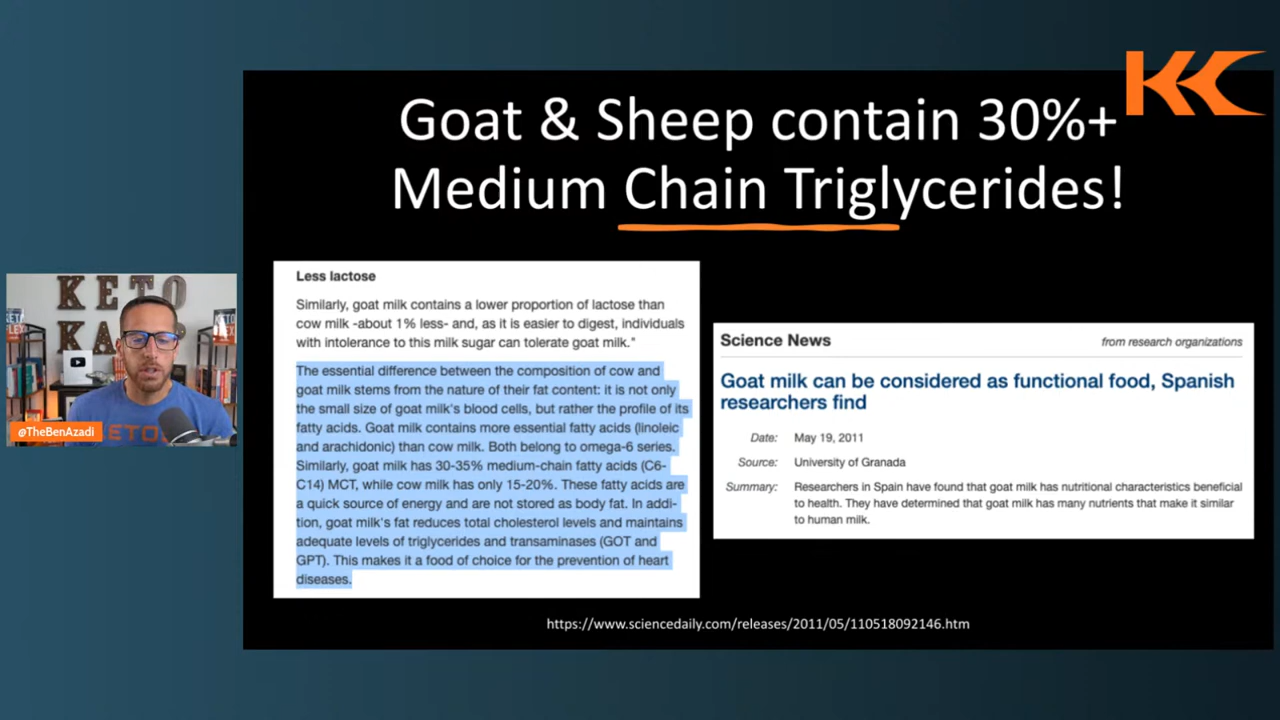 KC
Goat & Sheep contain 30%+
Medium Chain Triglycerides!
Less lactose
Similarly, goat milk contains a lower proportion of lactose than
cow milk -about 1% less- and, as it is easier to digest, individuals
with intolerance to this milk sugar can tolerate goat milk."
The essential difference between the composition of cow and
goat milk stems from the nature of their fat content: it is not only
the small size of goat milk's blood cells, but rather the profile of its
fatty acids. Goat milk contains more essential fatty acids (linoleic
and arachidonic) than cow milk. Both belong to omega-6 series.
Similarly, goat milk has 30-35% medium-chain fatty acids (C6-
C14) MCT, while cow milk has only 15-20%. These fatty acids are
a quick source of energy and are not stored as body fat. In addi-
tion, goat milk's fat reduces total cholesterol levels and maintains
adequate levels of triglycerides and transaminases (GOT and
GPT). This makes it a food of choice for the prevention of heart
diseases.
Science News
from research organizations
Goat milk can be considered as functional food, Spanish
researchers find
Date: May 19, 2011
Source: University of Granada
Summary: Researchers in Spain have found that goat milk has nutritional characteristics beneficial
to health. They have determined that goat milk has many nutrients that make it similar
to human milk.
https://www.sciencedaily.com/releases/2011/05/110518092146.htm
KETO
KA
@TheBenAzadi